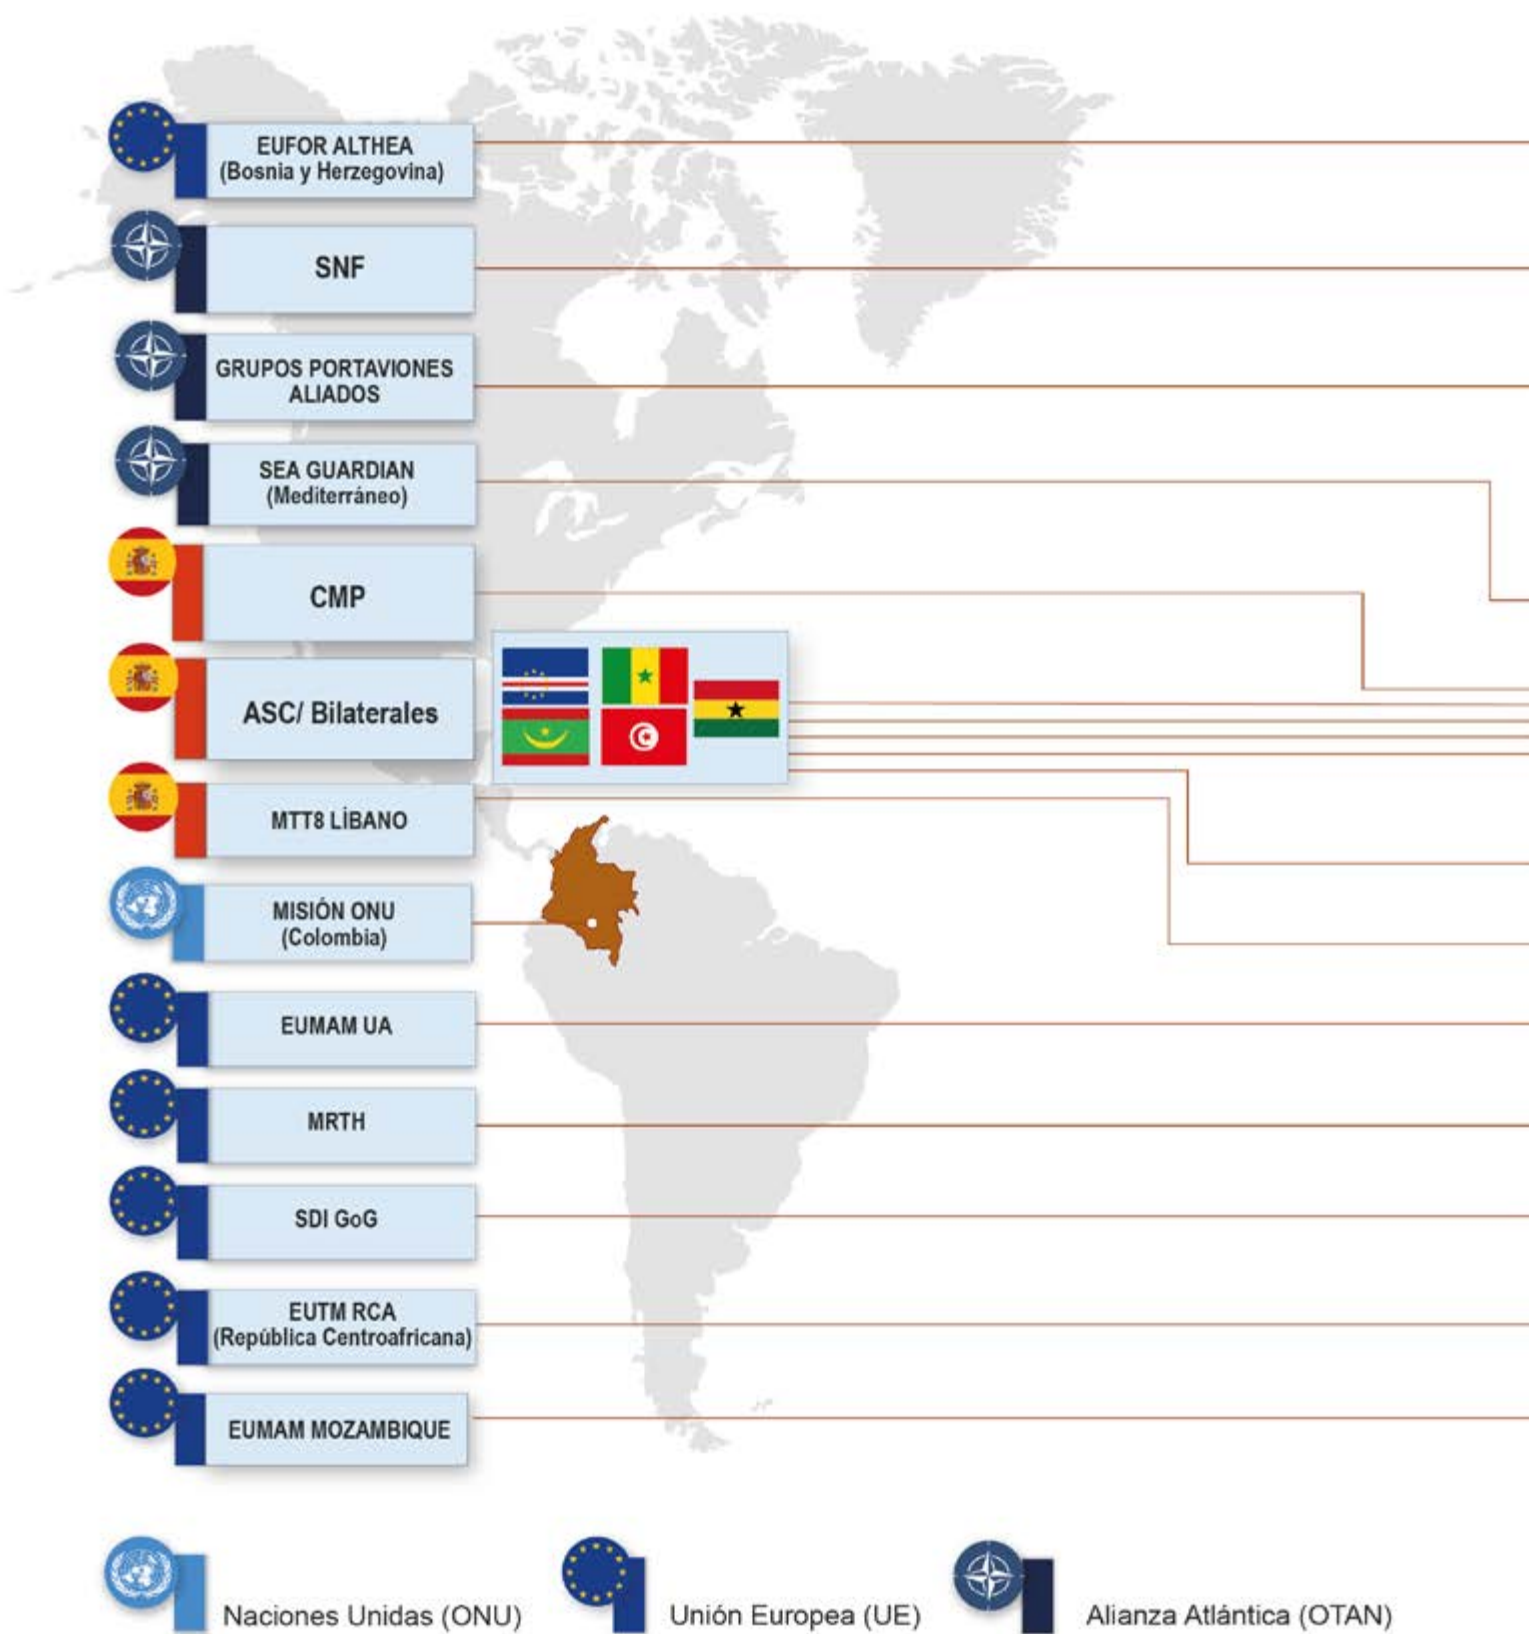 EUFOR ALTHEA
(Bosnia y Herzegovina)
SNF
GRUPOS PORTAVIONES
ALIADOS
SEA GUARDIAN
(Mediterráneo)
CMP
ASC/ Bilaterales
MTT8 LÍBANO
MISIÓN ONU
(Colombia)
EUMAM UA
MRTH
SDI GoG
EUTM RCA
(República Centroafricana)
EUMAM MOZAMBIQUE
Naciones Unidas (ONU)
Unión Europea (UE)
Alianza Atlántica (OTAN)